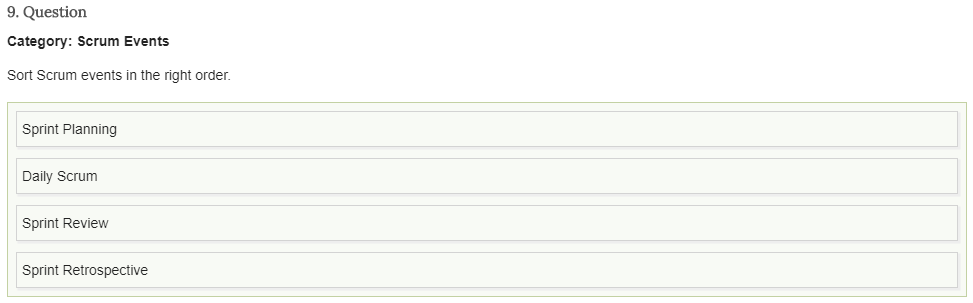 9. Question
Category: Scrum Events
Sort Scrum events in the right order.
Sprint Planning
Daily Scrum
Sprint Review
Sprint Retrospective